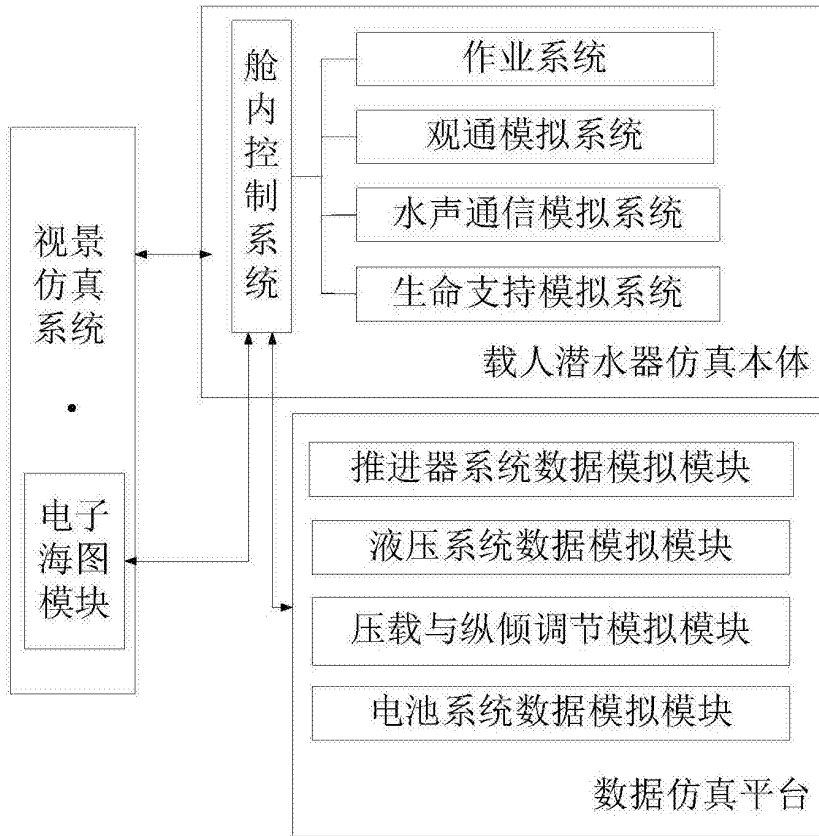 视景
仿真
系统
电子
海图
模块
舱
内
控
制
系
统
作业系统
观通模拟系统
水声通信模拟系统
生命支持模拟系统
载人潜水器仿真本体
推进器系统数据模拟模块
液压系统数据模拟模块
压载与纵倾调节模拟模块
电池系统数据模拟模块
数据仿真平台